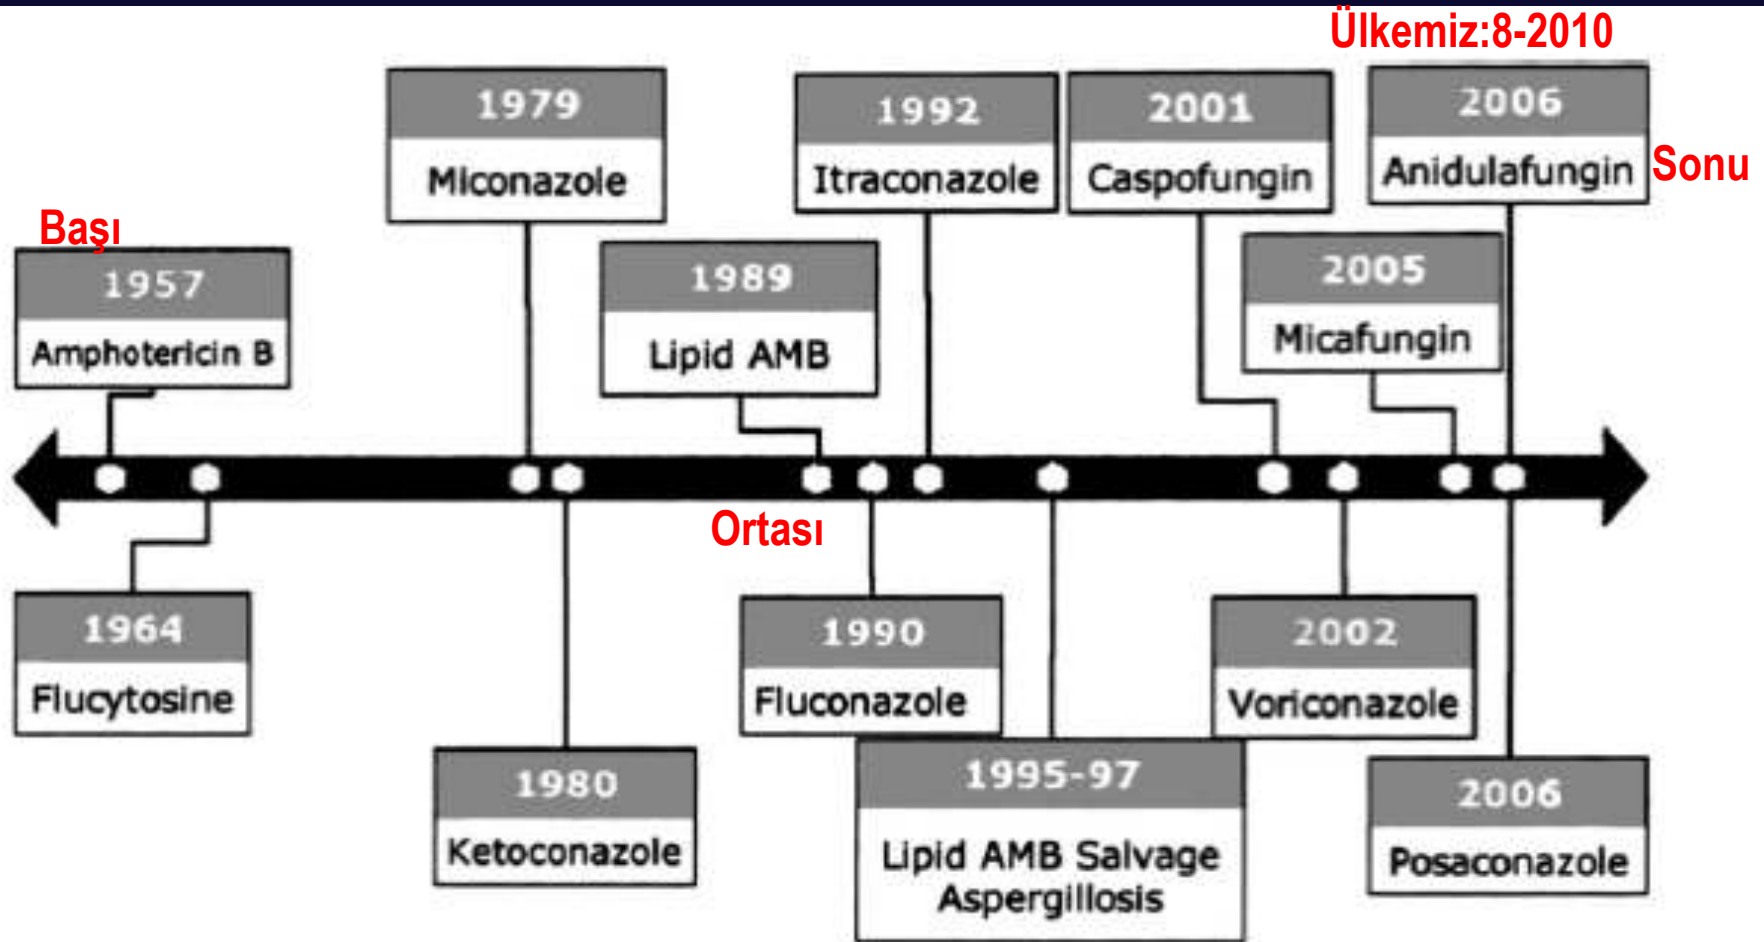 Ülkemiz:8-2010
1979
Miconazole
1992
Itraconazole
2001
Caspofungin
2006
Anidulafungin
Sonu
Başı
1957
Amphotericin B
1989
Lipid AMB
2005
Micafungin
Ortası
1964
Flucytosine
1990
Fluconazole
2002
Voriconazole
1980
Ketoconazole
1995-97
Lipid AMB Salvage
Aspergillosis
2006
Posaconazole